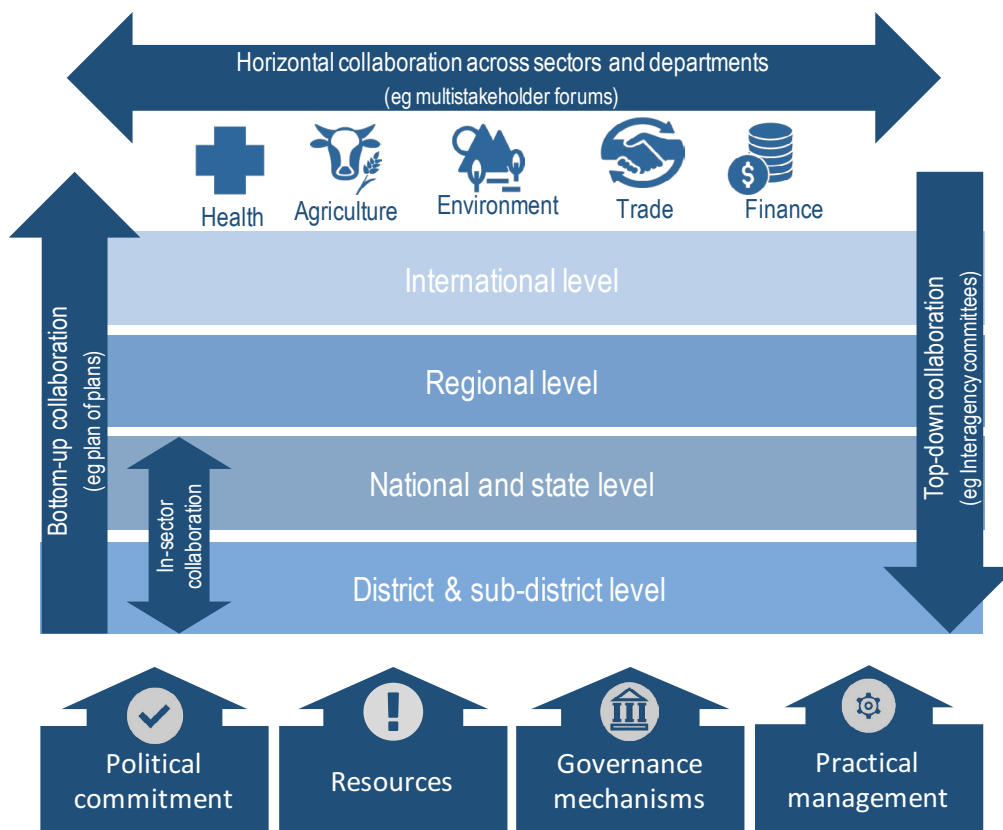 Horizontal collaboration across sectors and departments
(eg multistakeholder forums)
Health
Agriculture
Environment
Trade
Finance
$
International level
Regional level
National and state level
District & sub-district level
Bottom-up collaboration
(eg plan of plans)
In-sector
collaboration
Top-down collaboration
(eg Interagency committees)
Political
commitment
!
Resources
Governance
mechanisms
Practical
management